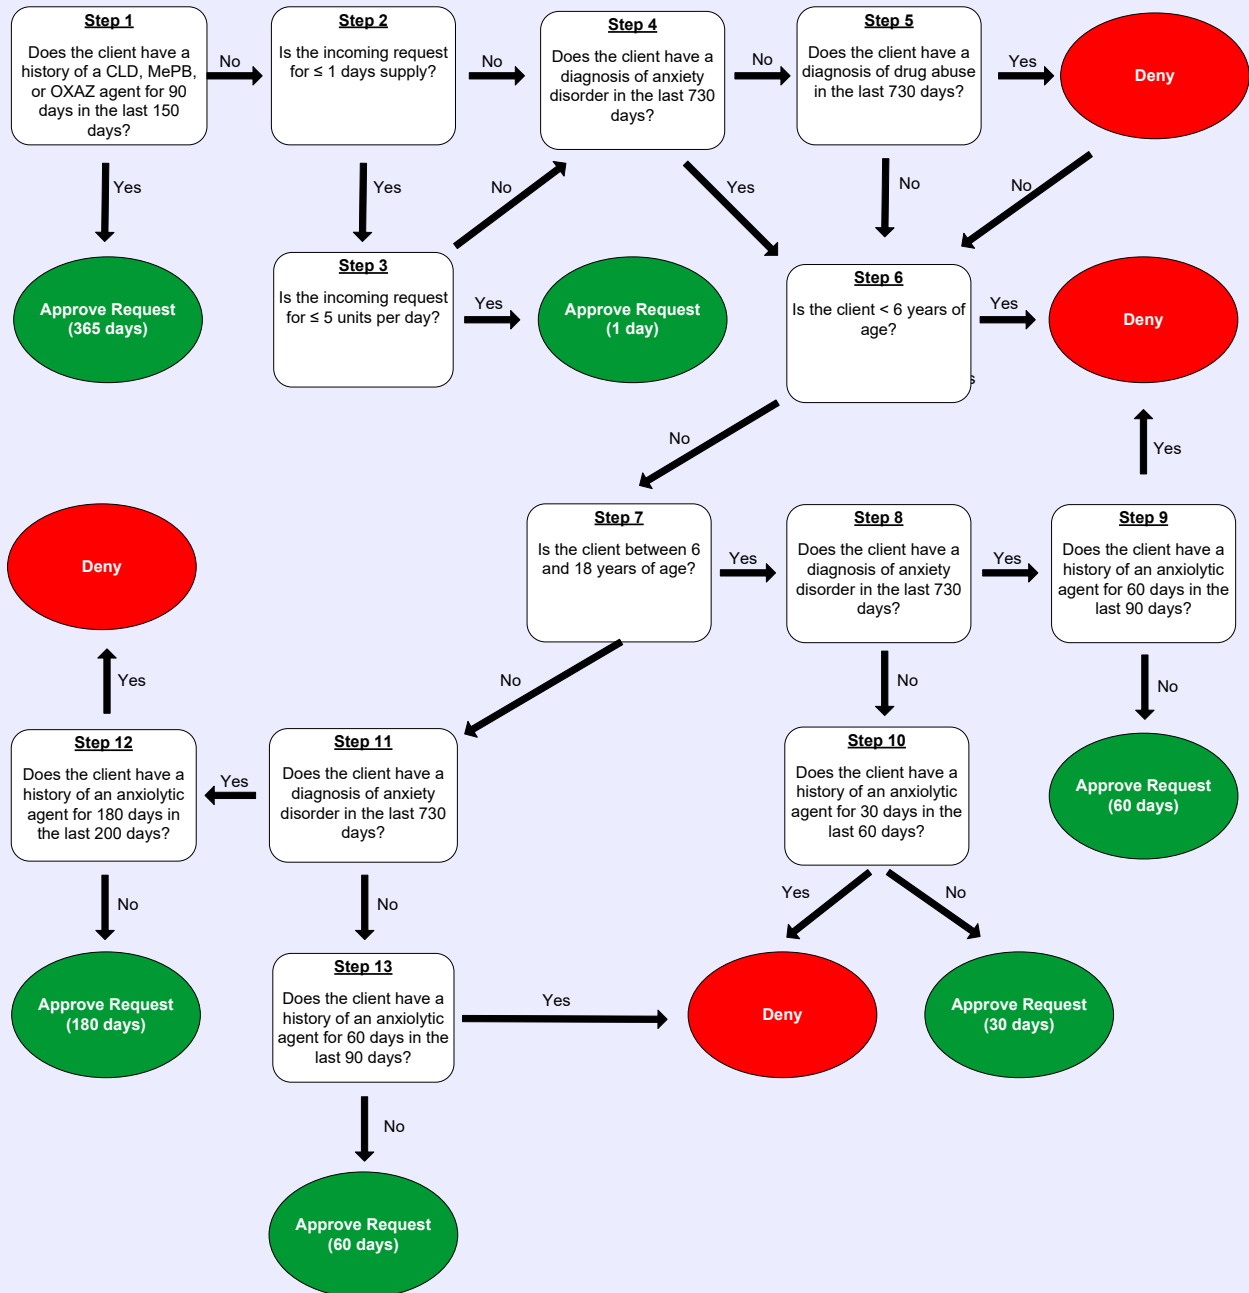 Step 1
Does the client have a
history of a CLD, MePB,
or OXAZ agent for 90
days in the last 150
days?
No
Step 2
Is the incoming request
for ≤ 1 days supply?
No
Step 4
Does the client have a
diagnosis of anxiety
disorder in the last 730
days?
No
Step 5
Does the client have a
diagnosis of drug abuse
in the last 730 days?
Yes
Deny
Yes
Yes
No
Yes
No
No
Approve Request
(365 days)
Step 3
Is the incoming request
for ≤ 5 units per day?
Yes
Approve Request
(1 day)
Step 6
Is the client < 6 years of
age?
Yes
Deny
s
No
Yes
Deny
Step 7
Is the client between 6
and 18 years of age?
Yes
Step 8
Does the client have a
diagnosis of anxiety
disorder in the last 730
days?
Yes
Step 9
Does the client have a
history of an anxiolytic
agent for 60 days in the
last 90 days?
Yes
No
No
No
Step 12
Does the client have a
history of an anxiolytic
agent for 180 days in
the last 200 days?
Yes
Step 11
Does the client have a
diagnosis of anxiety
disorder in the last 730
days?
Step 10
Does the client have a
history of an anxiolytic
agent for 30 days in the
last 60 days?
Approve Request
(60 days)
No
No
Yes
No
Approve Request
(180 days)
Step 13
Does the client have a
history of an anxiolytic
agent for 60 days in the
last 90 days?
Yes
Deny
Approve Request
(30 days)
No
Approve Request
(60 days)